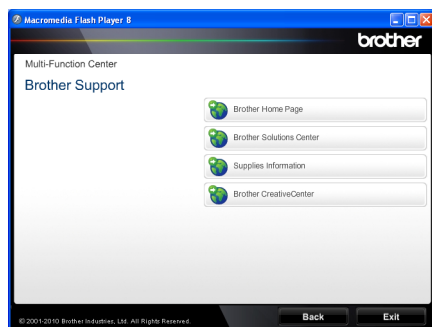 Macromedia Flash Player 8
brother
Multi-Function Center
Brother Support
Brother Home Page
Brother Solutions Center
Supplies Information
Brother CreativeCenter
© 2001-2010 Brother Industries, Ltd. All Rights Reserved.
Back
Exit